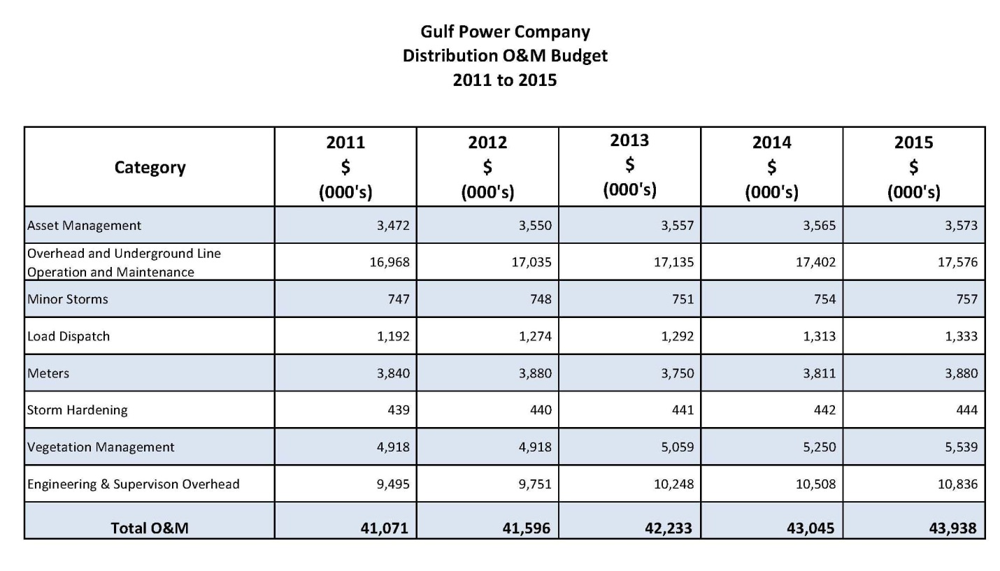 Gulf Power Company
Distribution O&M Budget
2011 to 2015
Category 2011 $ (000's) 2012 $ (000's) 2013 $ (000's) 2014 $ (000's) 2015 $ (000's)
Asset Management 3,472 3,550 3,557 3,565 3,573
Overhead and Underground Line
Operation and Maintenance 16,968 17,035 17,135 17,402 17,576
Minor Storms 747 748 751 754 757
Load Dispatch 1,192 1,274 1,292 1,313 1,333
Meters 3,840 3,880 3,750 3,811 3,880
Storm Hardening 439 440 441 442 444
Vegetation Management 4,918 4,918 5,059 5,250 5,539
Engineering & Supervison Overhead 9,495 9,751 10,248 10,508 10,836
Total O&M 41,071 41,596 42,233 43,045 43,938